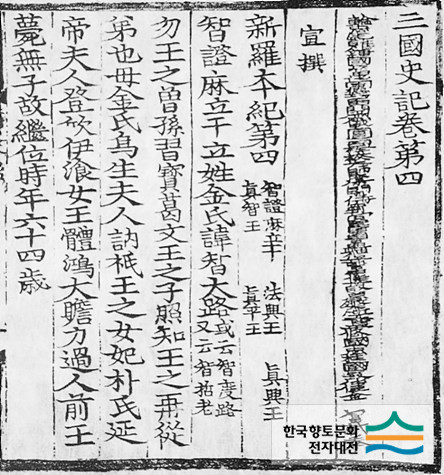 三國史記卷第四
宣撰
新羅本紀第四 智證麻立干 法興王 眞興王
眞智王 眞平王
智證麻立干立姓金氏諱智大路或云智度路
又云智哲老
勿王之曾孫習寶葛文王之子照知王之再從
弟也母金氏鳥生夫人訥祇王之女妃朴氏延
帝夫人登欣伊湌女王體鴻大膽力過人前王
薨無子故繼位時年六十四歲
한국향토문화
전자대전